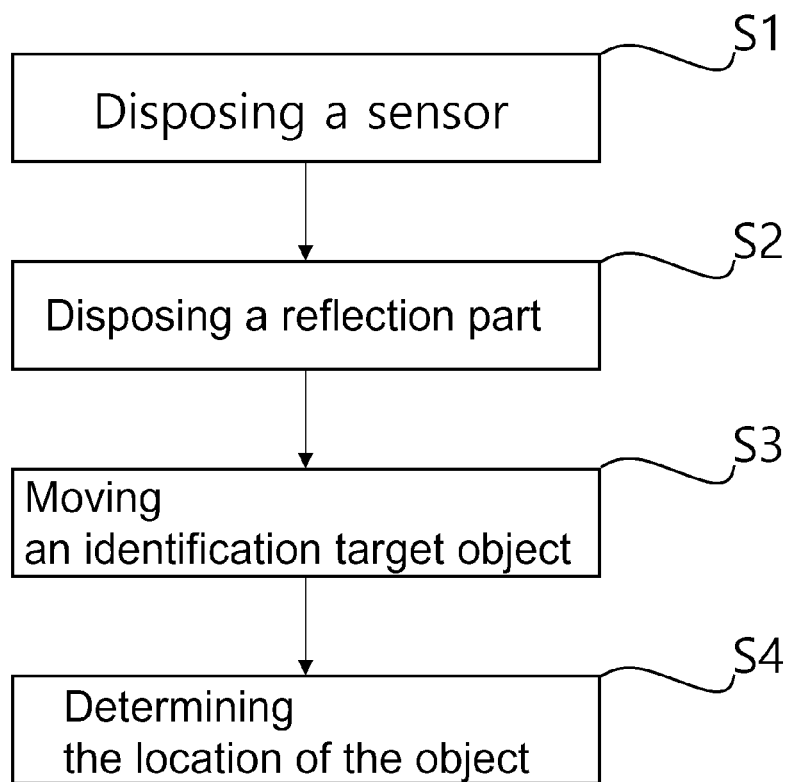 S1
Disposing a sensor
S2
Disposing a reflection part
S3
Moving
an identification target object
S4
Determining
the location of the object